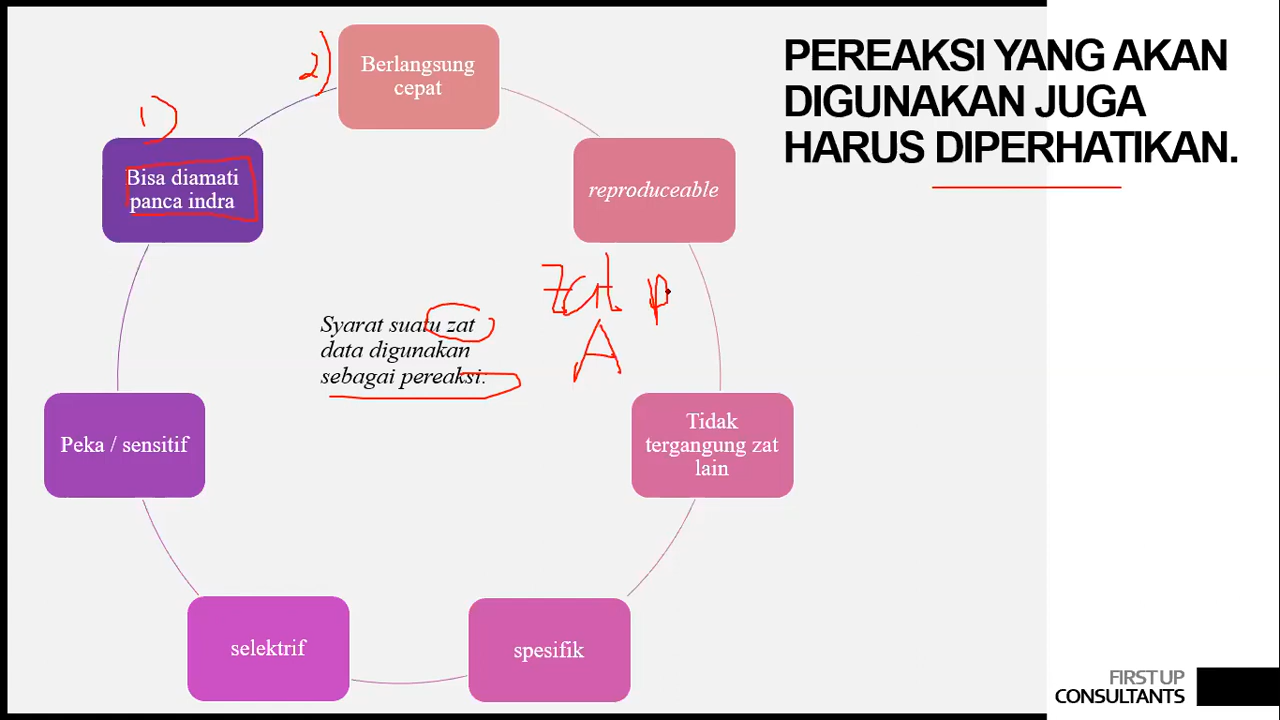 PEREAKSI YANG AKAN
DIGUNAKAN JUGA
HARUS DIPERHATIKAN.
2)
Berlangsung
cepat
1)
Bisa diamati
panca indra
reproduceable
zat p
A
Syarat suatu zat
data digunakan
sebagai pereaksi:
Peka / sensitif
Tidak
tergangung zat
lain
selektrif
spesifik
FIRST UP
CONSULTANTS